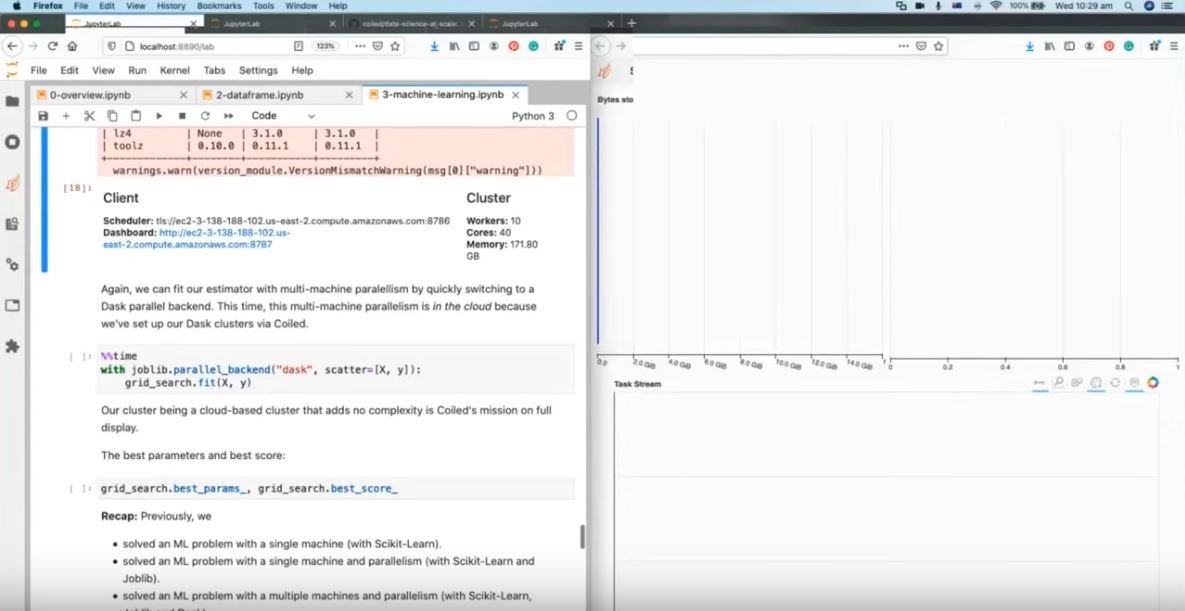 Firefox File Edit View History Bookmarks Tools Window Help 100% Wed 10:29 am
JupyterLab JupyterLab coiled/data-science-at-scale: JupyterLab
localhost:8890/lab 123%
File Edit View Run Kernel Tabs Settings Help
0-overview.ipynb 2-dataframe.ipynb 3-machine-learning.ipynb
Code Python 3
| lz4 | None | 3.1.0 | 3.1.0 |
| toolz | 0.10.0 | 0.11.1 | 0.11.1 |
+---------+--------+-----------+---------+
warnings.warn(version_module.VersionMismatchWarning(msg[0]["warning"]))
[18]:
Client Cluster
Scheduler: tls://ec2-3-138-188-102.us-east-2.compute.amazonaws.com:8786 Workers: 10
Dashboard: http://ec2-3-138-188-102.us- Cores: 40
east-2.compute.amazonaws.com:8787 Memory: 171.80
GB
Again, we can fit our estimator with multi-machine paralellism by quickly switching to a
Dask parallel backend. This time, this multi-machine parallelism is in the cloud because
we've set up our Dask clusters via Coiled.
[ ]: %%time
with joblib.parallel_backend("dask", scatter=[X, y]):
grid_search.fit(X, y)
Our cluster being a cloud-based cluster that adds no complexity is Coiled's mission on full
display.
The best parameters and best score:
[ ]: grid_search.best_params_, grid_search.best_score_
Recap: Previously, we
• solved an ML problem with a single machine (with Scikit-Learn).
• solved an ML problem with a single machine and parallelism (with Scikit-Learn and
Joblib).
• solved an ML problem with a multiple machines and parallelism (with Scikit-Learn,
Bytes sto
0.0 2.0 GiB 4.0 GiB 6.0 GiB 8.0 GiB 10.0 GiB 12.0 GiB 14.0 GiB
0 0.2 0.4 0.6 0.8 1
Task Stream